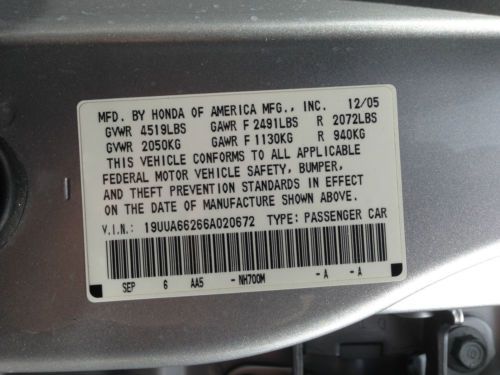 MFD. BY HONDA OF AMERICA MFG., INC. 12/05
GVWR 4519LBS GAWR F 2491LBS R 2072LBS
GVWR 2050KG GAWR F 1130KG R 940KG
THIS VEHICLE CONFORMS TO ALL APPLICABLE
FEDERAL MOTOR VEHICLE SAFETY, BUMPER,
AND THEFT PREVENTION STANDARDS IN EFFECT
ON THE DATE OF MANUFACTURE SHOWN ABOVE.
V.I.N.: 19UUA66266A020672 TYPE: PASSENGER CAR
SEP 6 AA5 -NH700M -A -A